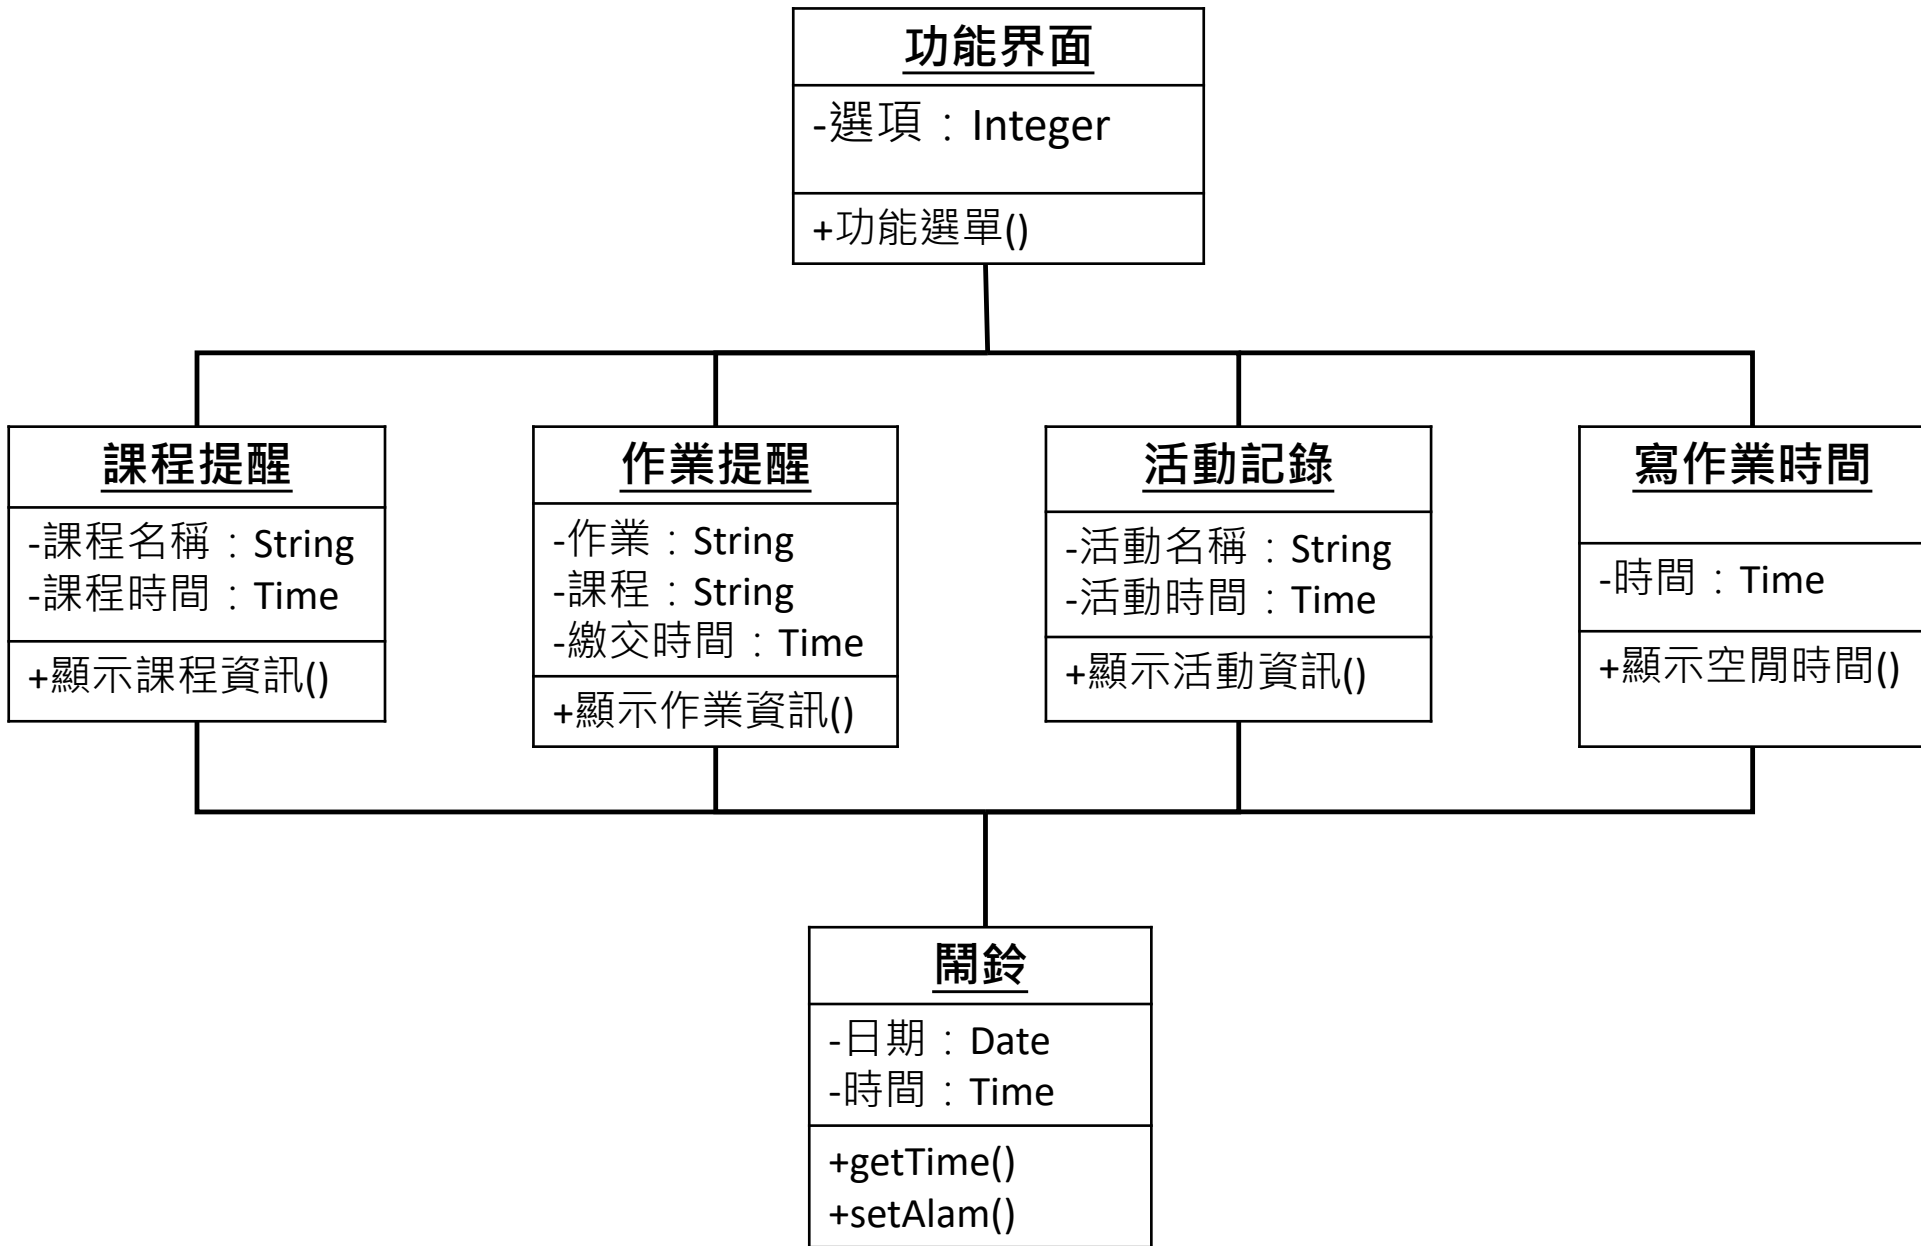 功能界面
-選項：Integer
+功能選單()
課程提醒
-課程名稱：String
-課程時間：Time
+顯示課程資訊()
作業提醒
-作業：String
-課程：String
-繳交時間：Time
+顯示作業資訊()
活動記錄
-活動名稱：String
-活動時間：Time
+顯示活動資訊()
寫作業時間
-時間：Time
+顯示空閒時間()
鬧鈴
-日期：Date
-時間：Time
+getTime()
+setAlam()